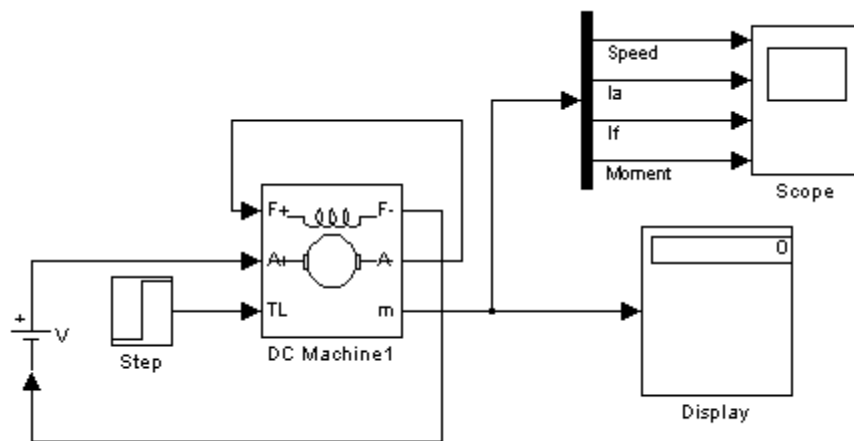 Speed
Ia
If
Moment
Scope
F+ F-
A+ A-
TL m
DC Machine1
+
V
Step
0
Display